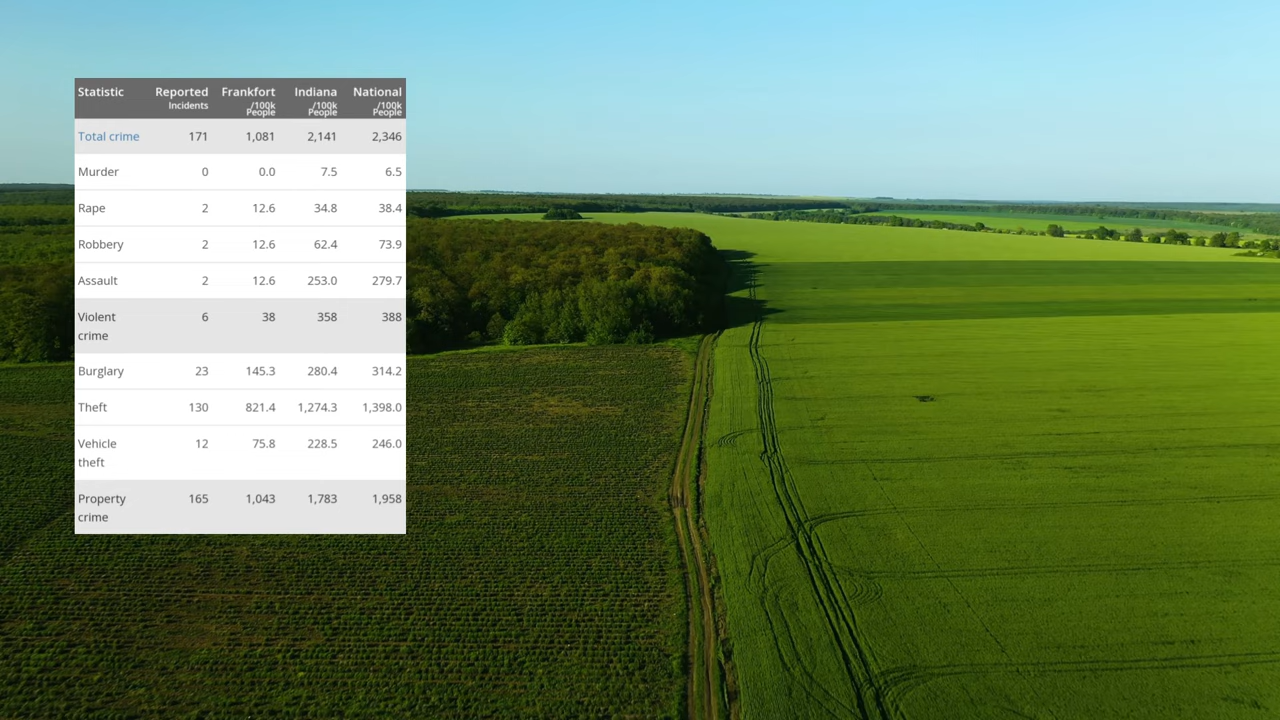 Statistic Reported Frankfort Indiana National
Incidents /100k People /100k People /100k People
Total crime 171 1,081 2,141 2,346
Murder 0 0.0 7.5 6.5
Rape 2 12.6 34.8 38.4
Robbery 2 12.6 62.4 73.9
Assault 2 12.6 253.0 279.7
Violent crime 6 38 358 388
Burglary 23 145.3 280.4 314.2
Theft 130 821.4 1,274.3 1,398.0
Vehicle theft 12 75.8 228.5 246.0
Property crime 165 1,043 1,783 1,958